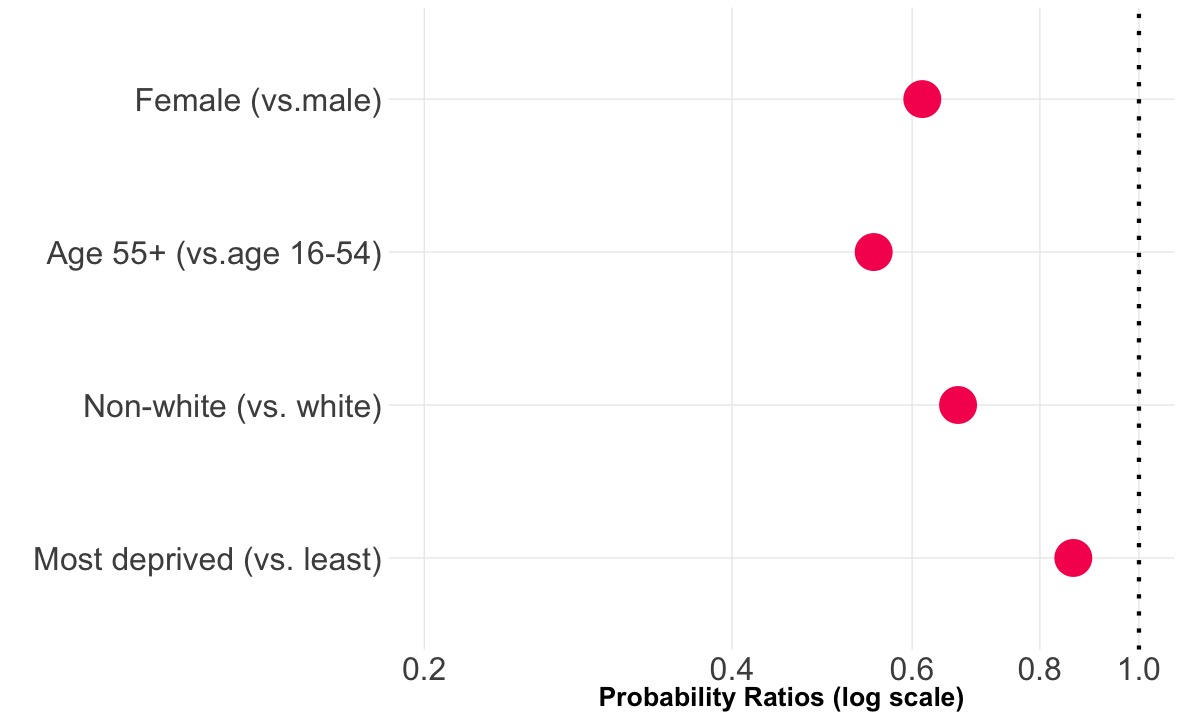 Female (vs.male)
Age 55+ (vs.age 16-54)
Non-white (vs. white)
Most deprived (vs. least)
0.2 0.4 0.6 0.8 1.0
Probability Ratios (log scale)